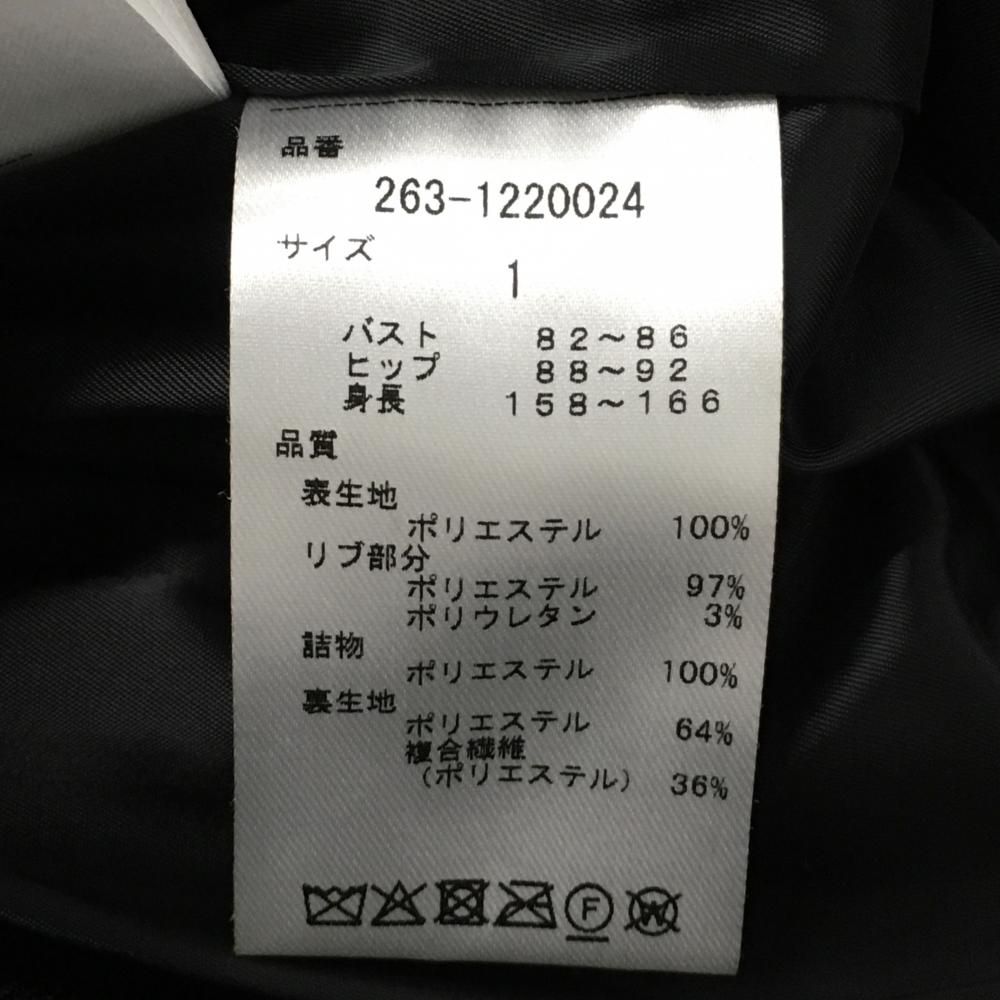 品番
263-1220024
サイズ
1
バスト 82～86
ヒップ 88～92
身長 158～166
品質
表生地
ポリエステル 100%
リブ部分
ポリエステル 97%
ポリウレタン 3%
詰物
ポリエステル 100%
裏生地
ポリエステル 64%
複合繊維
(ポリエステル) 36%
F W